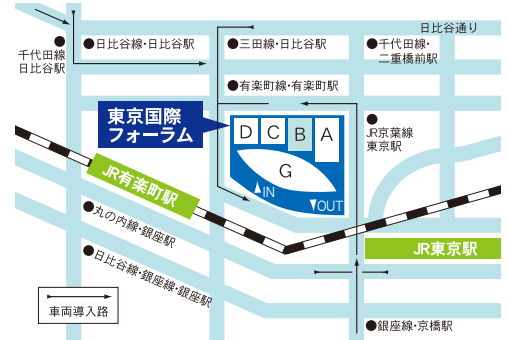 日比谷通り
千代田線
日比谷駅
●日比谷線・日比谷駅
●三田線・日比谷駅
●千代田線・
二重橋前駅
●有楽町線・有楽町駅
東京国際
フォーラム
D
C
B
A
G
IN
OUT
JR京葉線
東京駅
JR有楽町駅
●丸の内線・銀座駅
●日比谷線・銀座線・銀座駅
JR東京駅
車両導入路
●銀座線・京橋駅